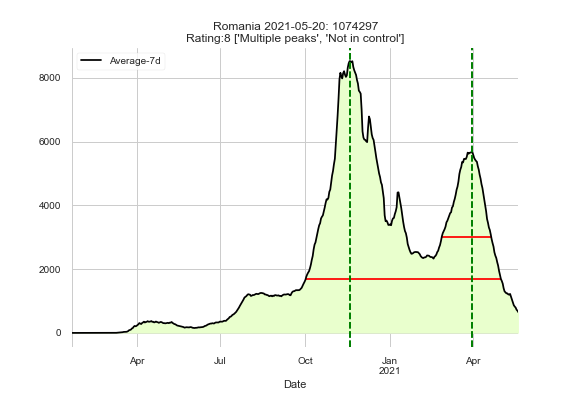 Romania 2021-05-20: 1074297
Rating:8 ['Multiple peaks', 'Not in control']
Average-7d
8000
6000
4000
2000
0
Apr
Jul
Oct
Jan
2021
Apr
Date